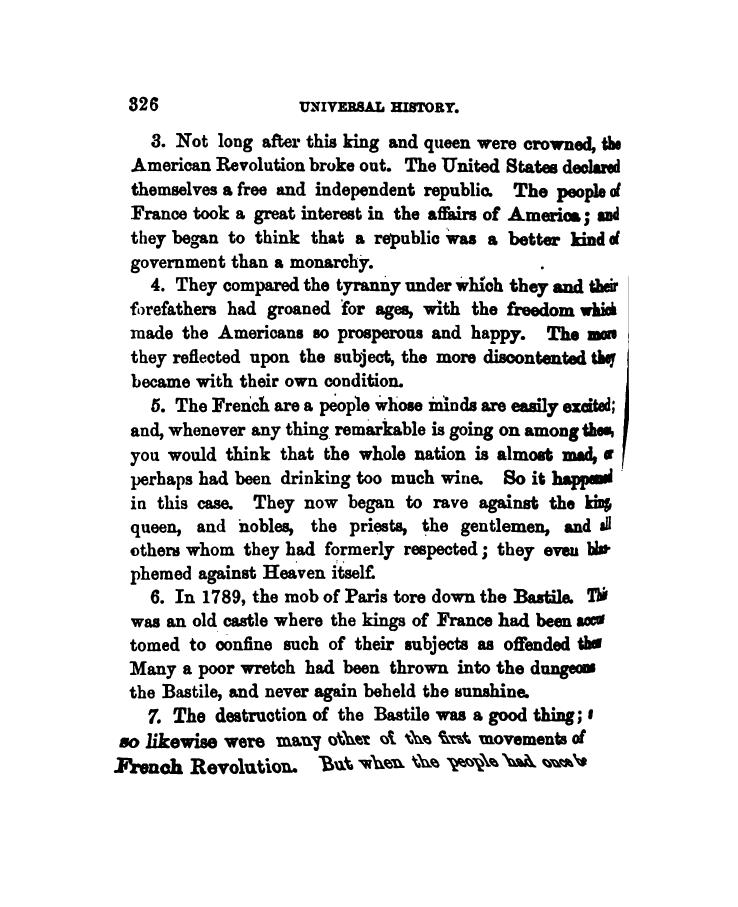 326 UNIVERSAL HISTORY.
3. Not long after this king and queen were crowned, the
American Revolution broke out. The United States declared
themselves a free and independent republic. The people of
France took a great interest in the affairs of America; and
they began to think that a republic was a better kind of
government than a monarchy.
4. They compared the tyranny under which they and their
forefathers had groaned for ages, with the freedom which
made the Americans so prosperous and happy. The more
they reflected upon the subject, the more discontented they
became with their own condition.
5. The French are a people whose minds are easily excited;
and, whenever any thing remarkable is going on among them,
you would think that the whole nation is almost mad, or
perhaps had been drinking too much wine. So it happened
in this case. They now began to rave against the king,
queen, and nobles, the priests, the gentlemen, and all
others whom they had formerly respected; they even blas-
phemed against Heaven itself.
6. In 1789, the mob of Paris tore down the Bastile. This
was an old castle where the kings of France had been accus
tomed to confine such of their subjects as offended them
Many a poor wretch had been thrown into the dungeons
the Bastile, and never again beheld the sunshine.
7. The destruction of the Bastile was a good thing;
so likewise were many other of the first movements of
French Revolution. But when the people had once